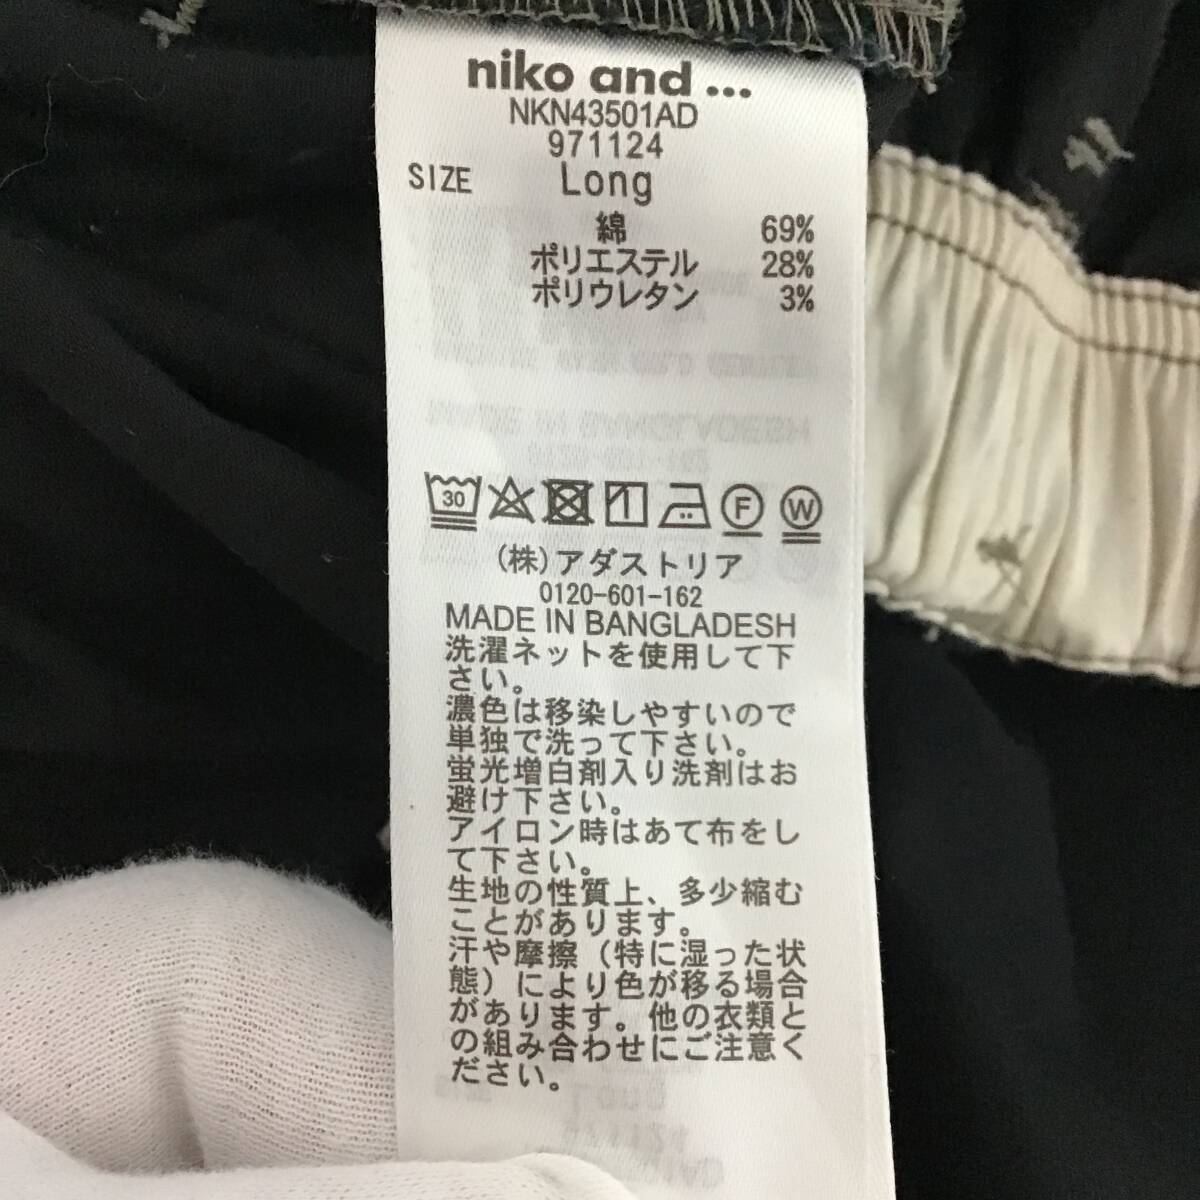 niko and ...
NKN43501AD
971124
SIZE Long
綿 69%
ポリエステル 28%
ポリウレタン 3%
30 F W
(株)アダストリア
0120-601-162
MADE IN BANGLADESH
洗濯ネットを使用して下
さい。
濃色は移染しやすいので
単独で洗って下さい。
蛍光増白剤入り洗剤はお
避け下さい。
アイロン時はあて布をし
て下さい。
生地の性質上、多少縮む
ことがあります。
汗や摩擦(特に湿った状
態)により色が移る場合
があります。他の衣類と
の組み合わせにご注意く
ださい。